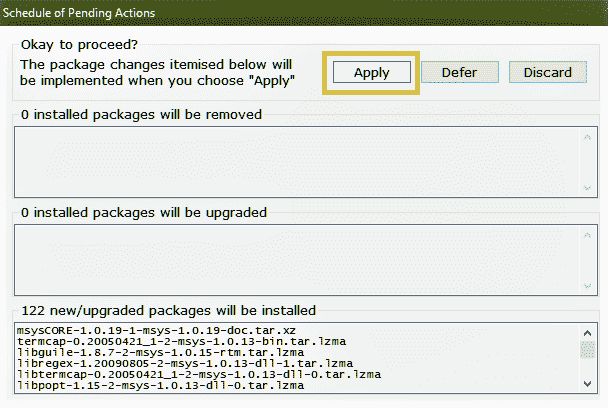 Schedule of Pending Actions
Okay to proceed?
The package changes itemised below will
be implemented when you choose "Apply"
Apply
Defer
Discard
0 installed packages will be removed
0 installed packages will be upgraded
122 new/upgraded packages will be installed
msysCORE-1.0.19-1-msys-1.0.19-doc.tar.xz
termcap-0.20050421_1-2-msys-1.0.13-bin.tar.lzma
libguile-1.8.7-2-msys-1.0.15-rtm.tar.lzma
libregex-1.20090805-2-msys-1.0.13-dll-1.tar.lzma
libtermcap-0.20050421_1-2-msys-1.0.13-dll-0.tar.lzma
libpopt-1.15-2-msys-1.0.13-dll-0.tar.lzma